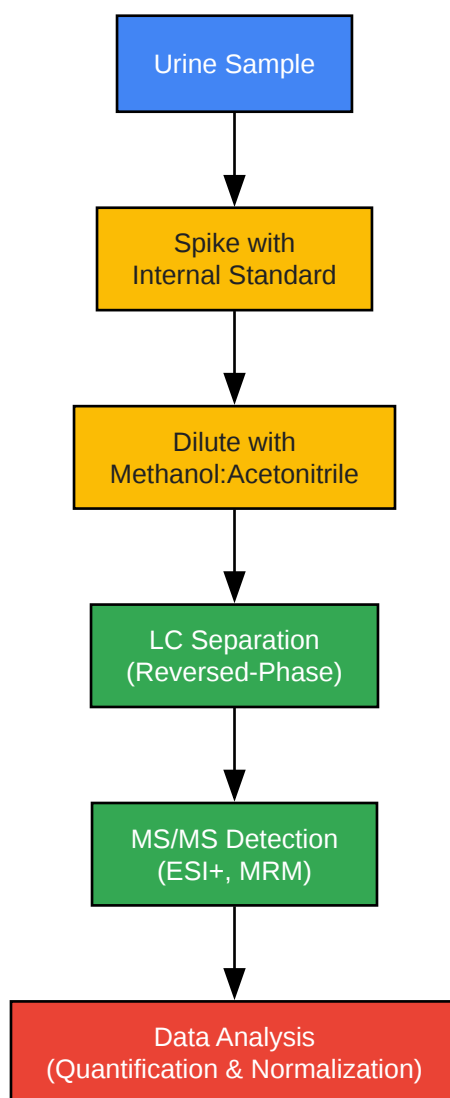 Urine Sample
Spike with
Internal Standard
Dilute with
Methanol:Acetonitrile
LC Separation
(Reversed-Phase)
MS/MS Detection
(ESI+, MRM)
Data Analysis
(Quantification & Normalization)